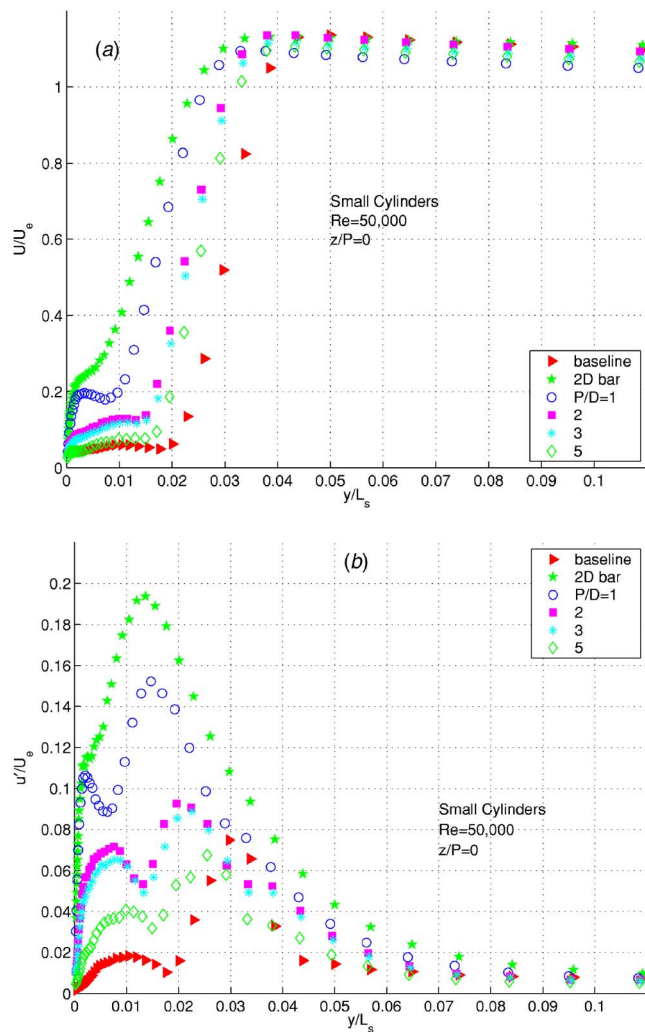 (a)
1
0.8
0.6
0.4
0.2
0
U/Ue
Small Cylinders
Re=50,000
z/P=0
baseline
2D bar
P/D=1
2
3
5
0 0.01 0.02 0.03 0.04 0.05 0.06 0.07 0.08 0.09 0.1
y/Ls
(b)
0.2
0.18
0.16
0.14
0.12
0.1
0.08
0.06
0.04
0.02
0
u'/Ue
baseline
2D bar
P/D=1
2
3
5
Small Cylinders
Re=50,000
z/P=0
0 0.01 0.02 0.03 0.04 0.05 0.06 0.07 0.08 0.09 0.1
y/Ls